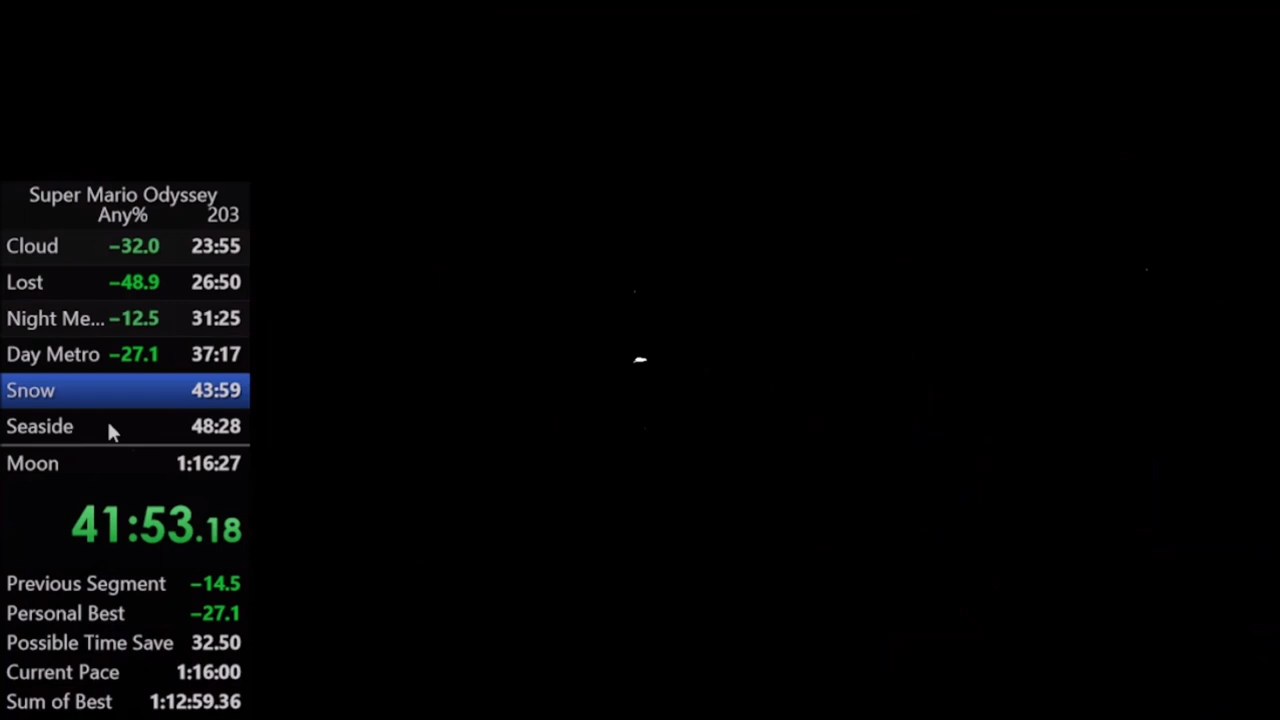 Super Mario Odyssey
Any% 203
Cloud −32.0 23:55
Lost −48.9 26:50
Night Me... −12.5 31:25
Day Metro −27.1 37:17
Snow 43:59
Seaside 48:28
Moon 1:16:27
41:53.18
Previous Segment −14.5
Personal Best −27.1
Possible Time Save 32.50
Current Pace 1:16:00
Sum of Best 1:12:59.36